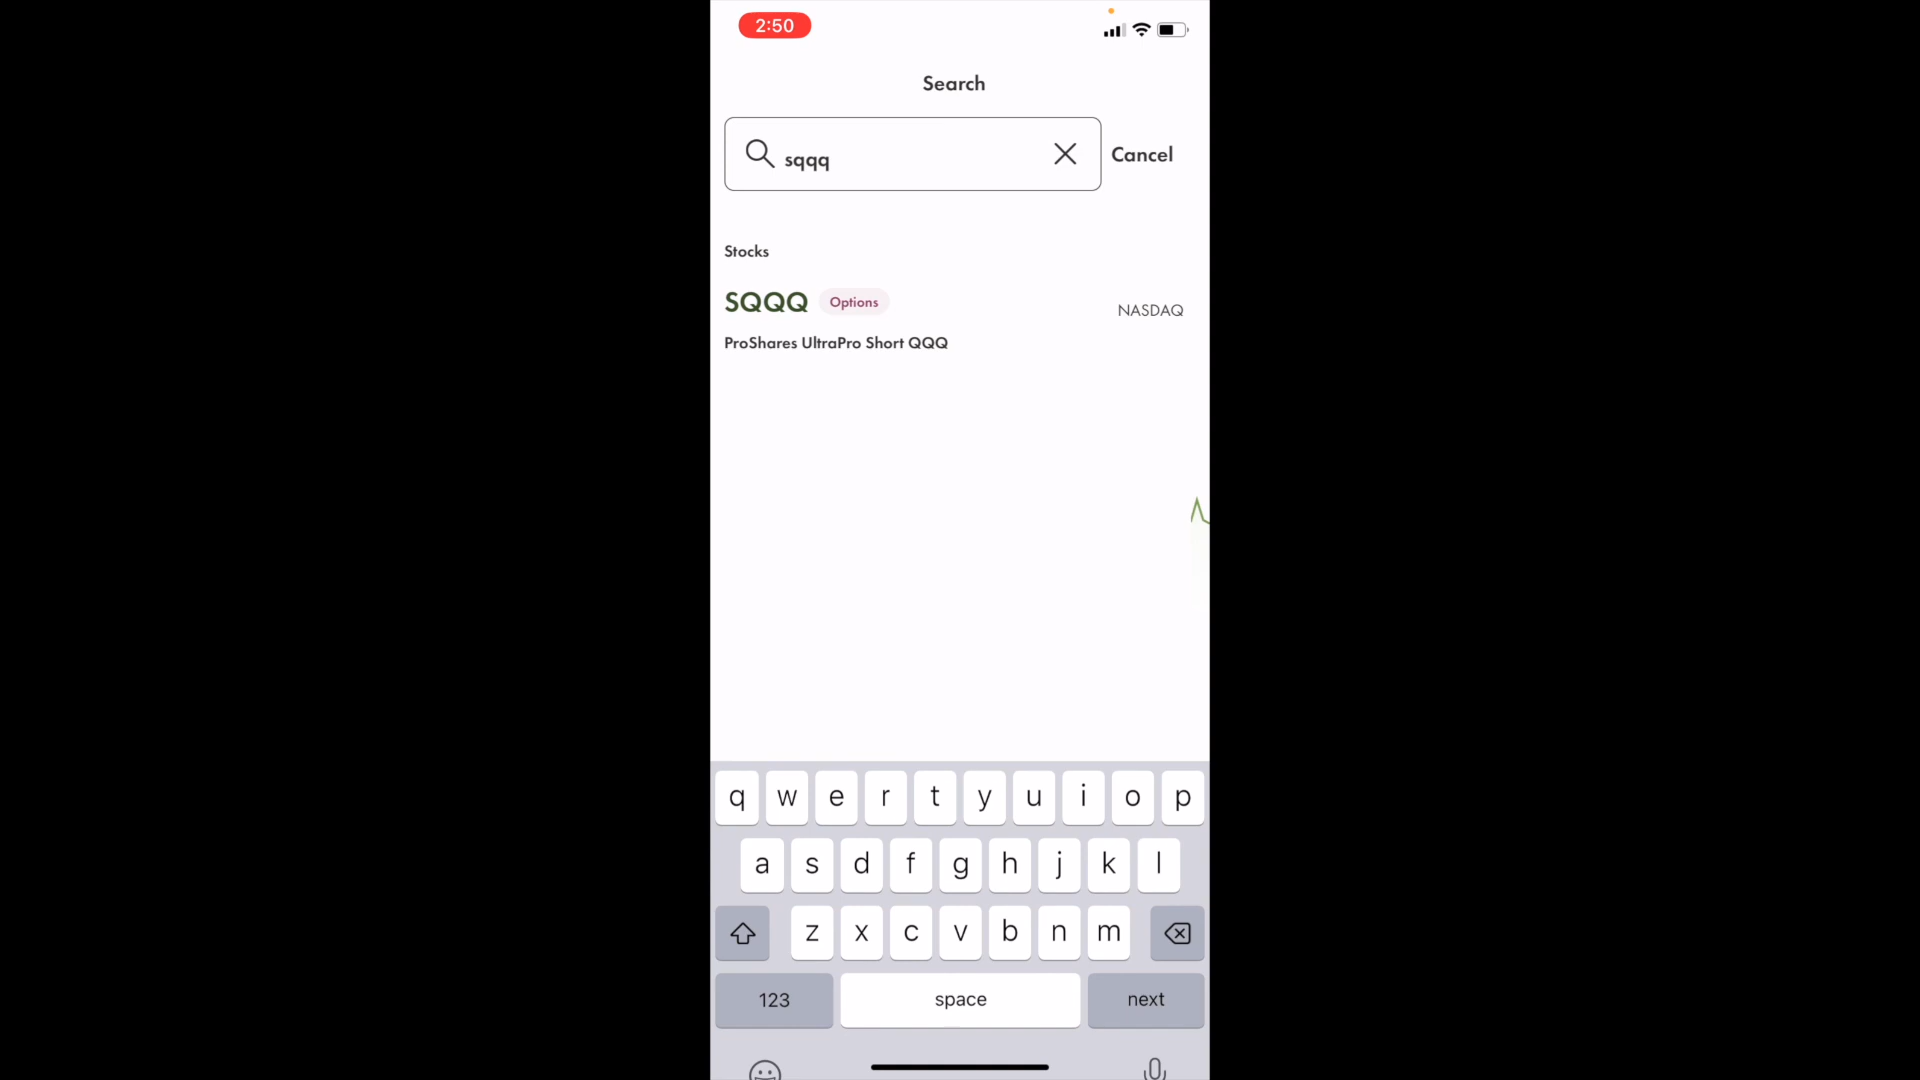 2:50
Search
sqqq
Cancel
Stocks
SQQQ Options
NASDAQ
ProShares UltraPro Short QQQ
q w e r t y u i o p
a s d f g h j k l
z x c v b n m
123 space next